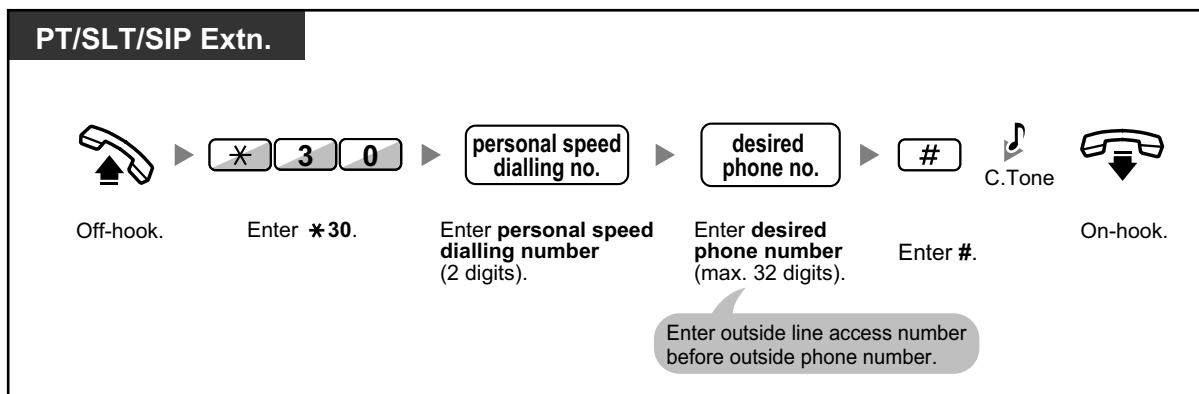 PT/SLT/SIP Extn.
* 3 0
personal speed
dialling no.
desired
phone no.
#
C.Tone
Off-hook.
Enter *30.
Enter personal speed
dialling number
(2 digits).
Enter desired
phone number
(max. 32 digits).
Enter #.
On-hook.
Enter outside line access number
before outside phone number.